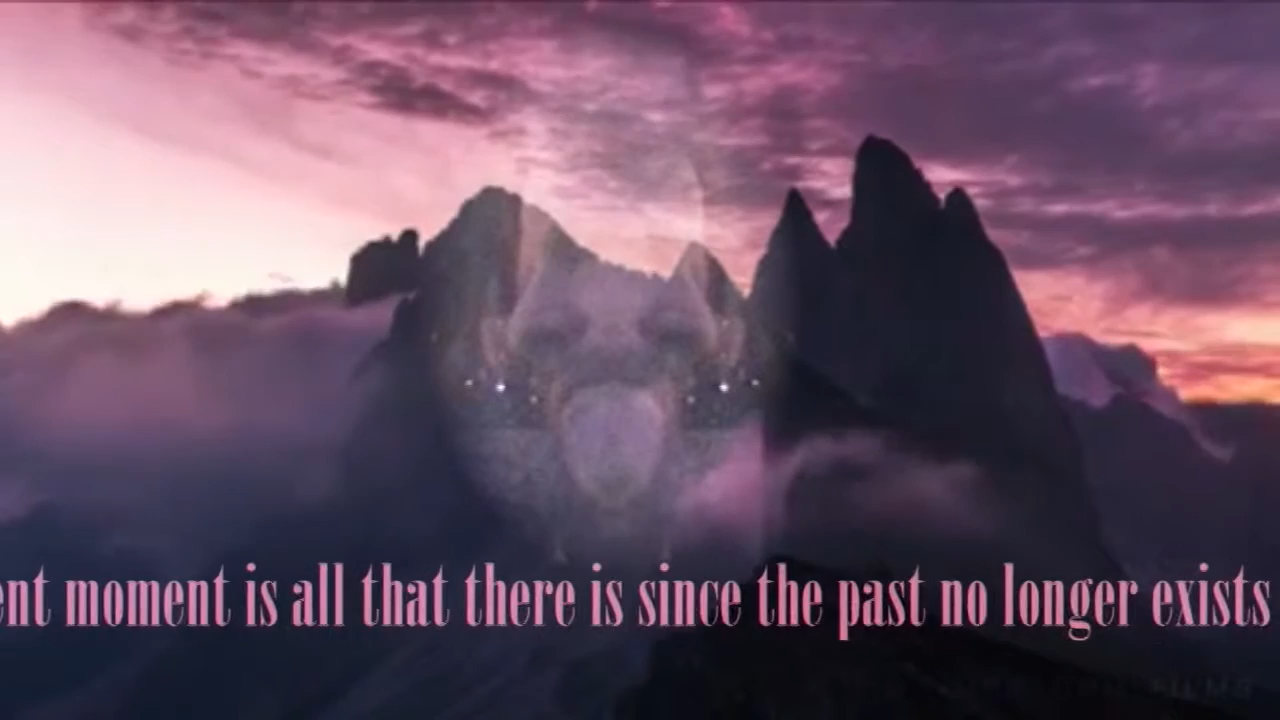 ent moment is all that there is since the past no longer exists